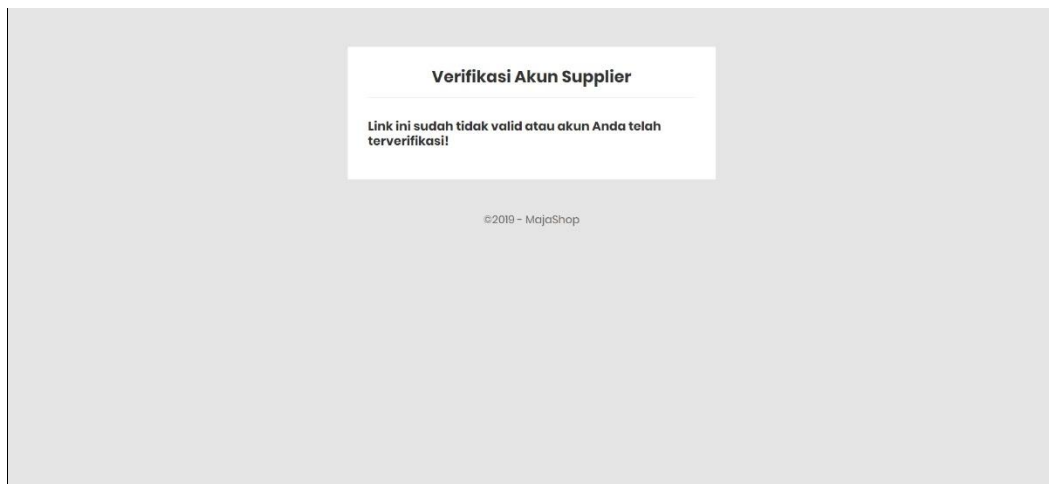 Verifikasi Akun Supplier
Link ini sudah tidak valid atau akun Anda telah
terverifikasi!
©2019 - MajaShop